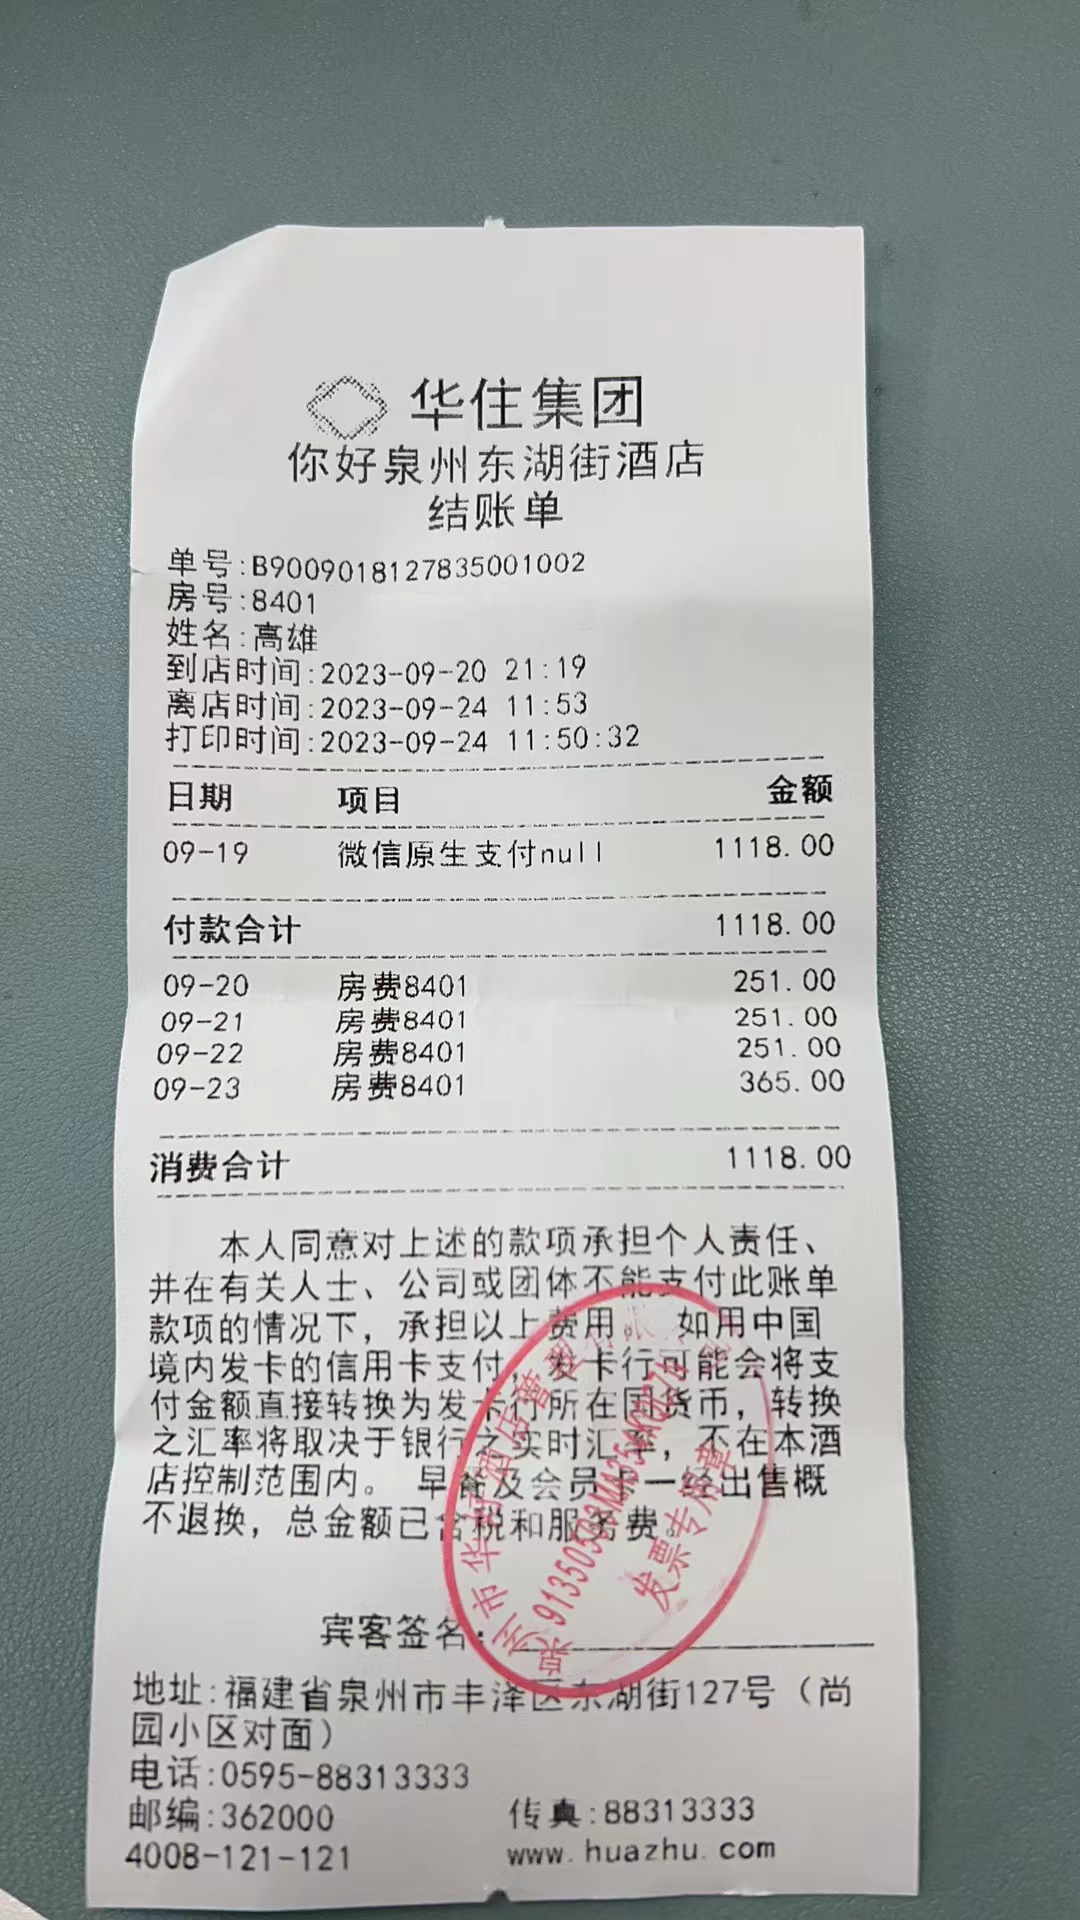 华住集团
你好泉州东湖街酒店
结账单
单号:B9009018127835001002
房号:8401
姓名:高雄
到店时间:2023-09-20 21:19
离店时间:2023-09-24 11:53
打印时间:2023-09-24 11:50:32
日期 项目 金额
09-19 微信原生支付null 1118.00
付款合计 1118.00
09-20 房费8401 251.00
09-21 房费8401 251.00
09-22 房费8401 251.00
09-23 房费8401 365.00
消费合计 1118.00
本人同意对上述的款项承担个人责任、
并在有关人士、公司或团体不能支付此账单
款项的情况下，承担以上费用。 如用中国
境内发卡的信用卡支付，发卡行可能会将支
付金额直接转换为发卡行所在国货币，转换
之汇率将取决于银行之实时汇率，不在本酒
店控制范围内。 早餐及会员卡一经出售概
不退换，总金额已含税和服务费。
宾客签名:
地址:福建省泉州市丰泽区东湖街127号（尚
园小区对面）
电话:0595-88313333
邮编:362000 传真:88313333
4008-121-121 www.huazhu.com
发票专用章